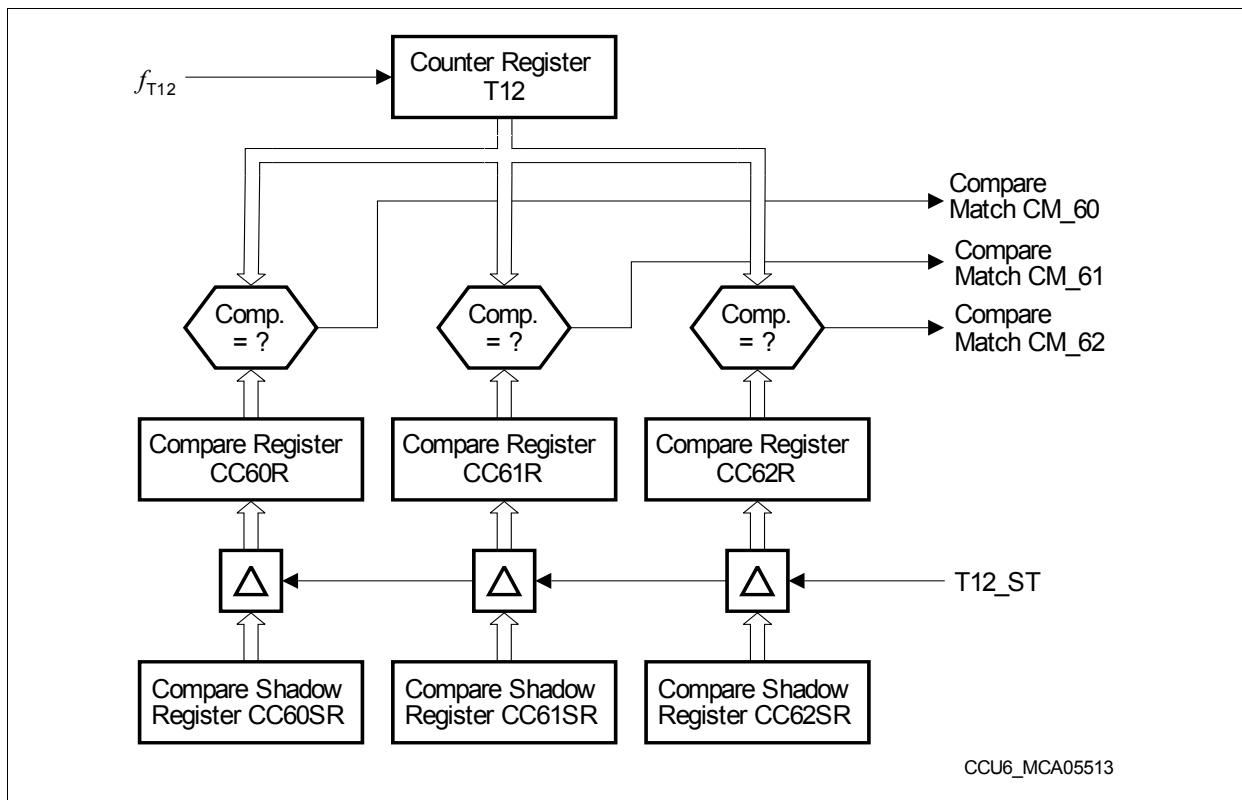 Counter Register
T12
fT12
Compare
Match CM_60
Compare
Match CM_61
Compare
Match CM_62
Comp.
= ?
Comp.
= ?
Comp.
= ?
Compare Register
CC60R
Compare Register
CC61R
Compare Register
CC62R
T12_ST
Compare Shadow
Register CC60SR
Compare Shadow
Register CC61SR
Compare Shadow
Register CC62SR
CCU6_MCA05513